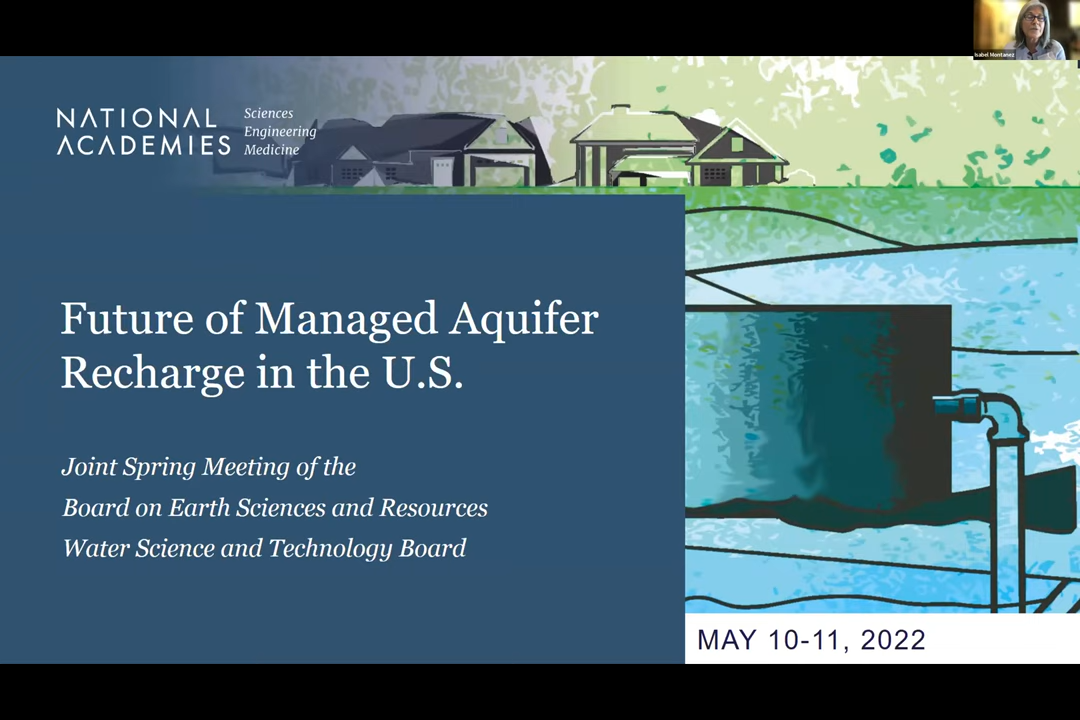 Isabel Montanez
NATIONAL
ACADEMIES
Sciences
Engineering
Medicine
Future of Managed Aquifer
Recharge in the U.S.
Joint Spring Meeting of the
Board on Earth Sciences and Resources
Water Science and Technology Board
MAY 10-11, 2022